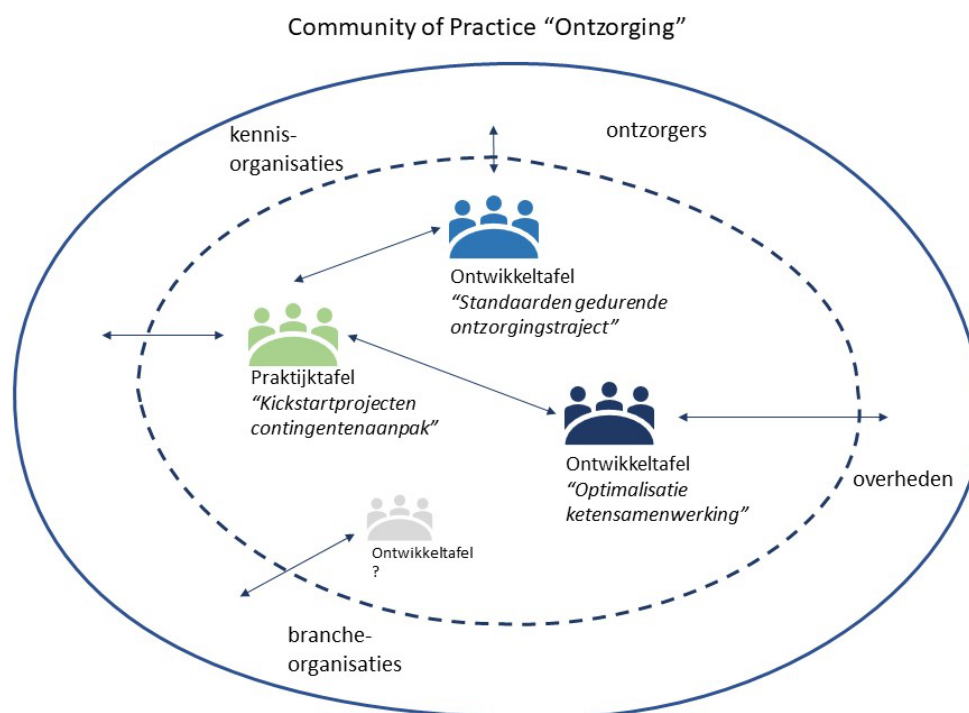 Community of Practice “Ontzorging”
kennis-
organisaties
ontzorgers
Ontwikkeltafel
“Standaarden gedurende
ontzorgingstraject”
Praktijktafel
“Kickstartprojecten
contingentenaanpak”
Ontwikkeltafel
“Optimalisatie
ketensamenwerking”
overheden
Ontwikkeltafel
?
branche-
organisaties